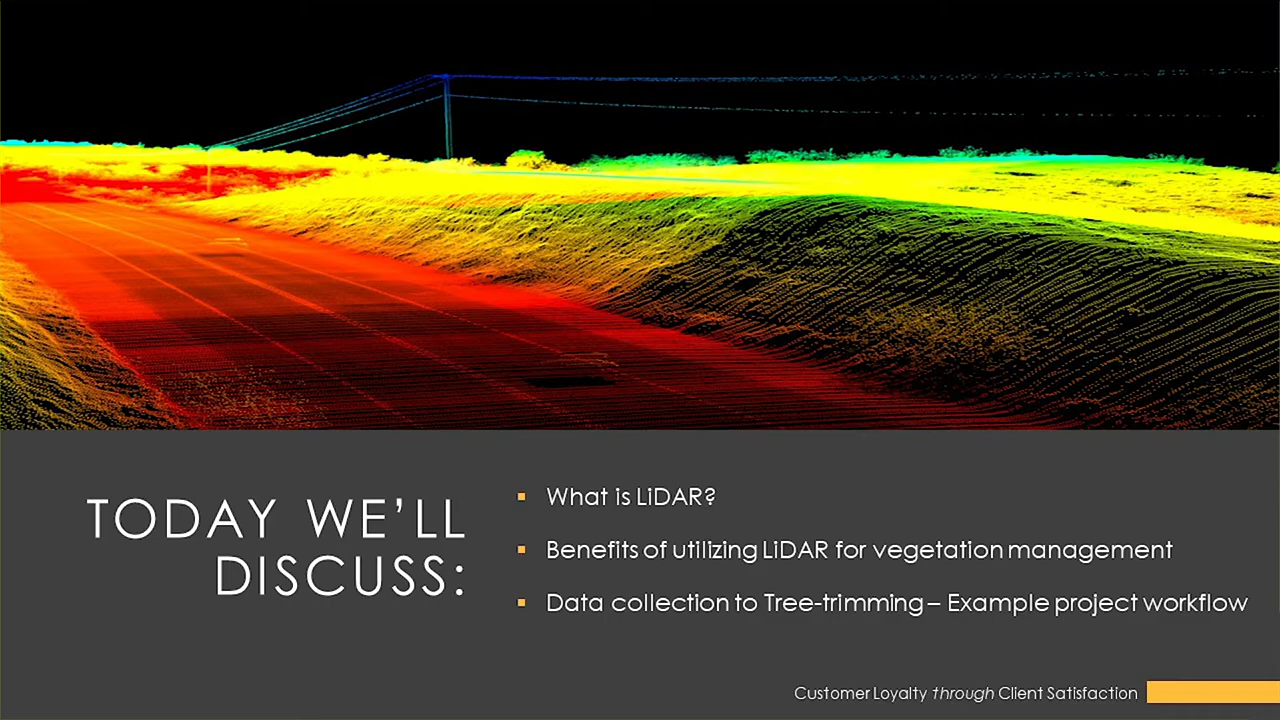 TODAY WE'LL
DISCUSS:
▪ What is LiDAR?
▪ Benefits of utilizing LiDAR for vegetation management
▪ Data collection to Tree-trimming – Example project workflow
Customer Loyalty through Client Satisfaction